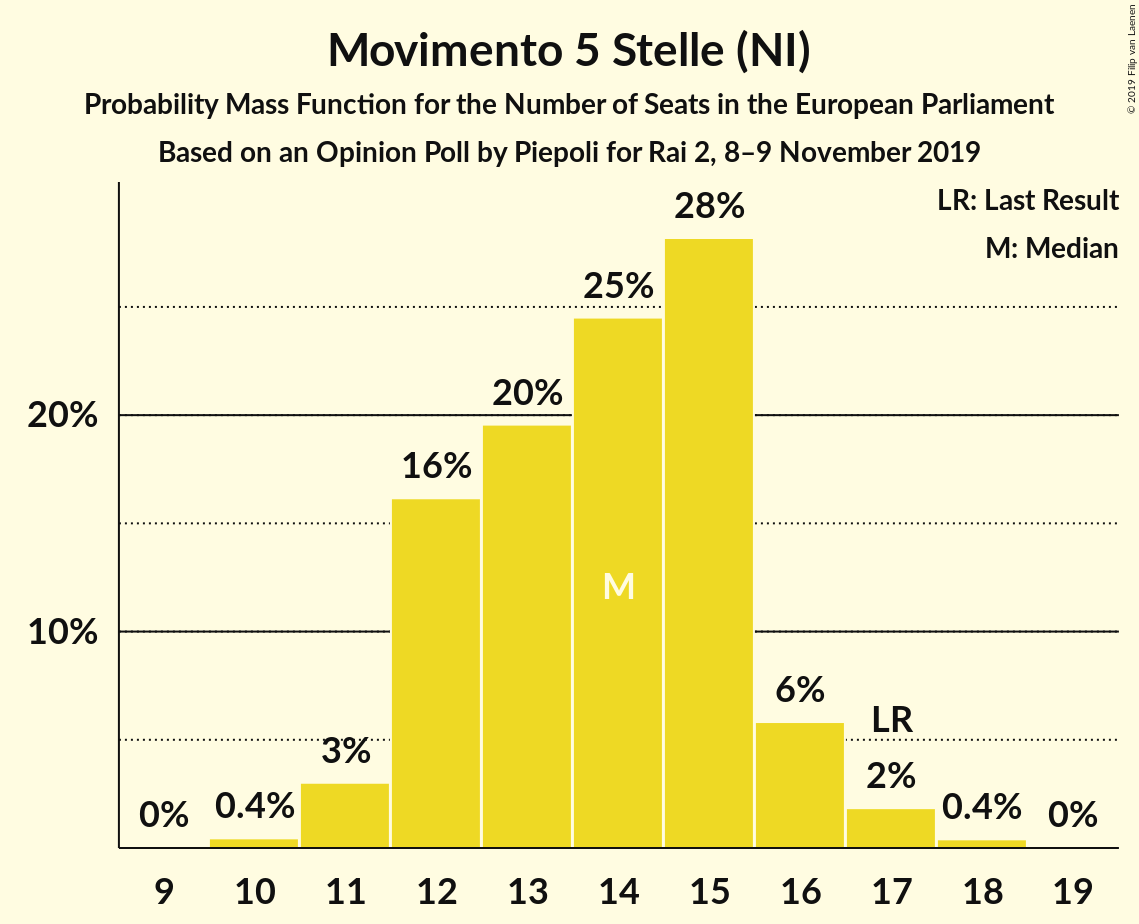 Movimento 5 Stelle (NI)
Probability Mass Function for the Number of Seats in the European Parliament
Based on an Opinion Poll by Piepoli for Rai 2, 8–9 November 2019
© 2019 Filip van Laenen
LR: Last Result
M: Median
28%
25%
20%
20%
16%
M
10%
6%
LR
3%
2%
0%
0.4%
0.4%
0%
9 10 11 12 13 14 15 16 17 18 19